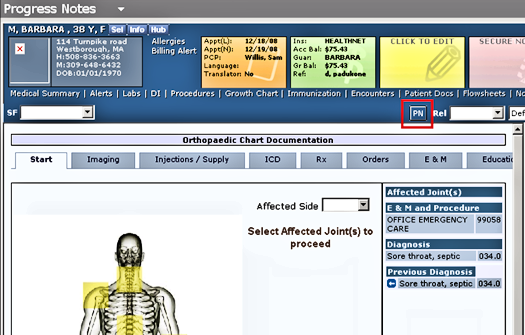 Progress Notes
M, BARBARA , 38 Y, F Sel Info Hub
114 Turnpike road
Westborough, MA
H:508-836-3663
M:309-648-6432
DOB:01/01/1970
Allergies
Billing Alert
Appt(L): 12/18/08
Appt(N): 12/19/08
PCP: Willis, Sam
Language:
Translator: No
Ins: HEALTHNET
Acc Bal: $75.43
Guar: BARBARA
Gr Bal: $75.43
Ref: d, padukone
CLICK TO EDIT
SECURE NO
Medical Summary | Alerts | Labs | DI | Procedures | Growth Chart | Immunization | Encounters | Patient Docs | Flowsheets | No
SF PN Rel Def
Orthopaedic Chart Documentation
Start Imaging Injections / Supply ICD Rx Orders E & M Educati
Affected Side
Select Affected Joint(s) to
proceed
Affected Joint(s)
E & M and Procedure
OFFICE EMERGENCY 99058
CARE
Diagnosis
Sore throat, septic 034.0
Previous Diagnosis
Sore throat, septic 034.0